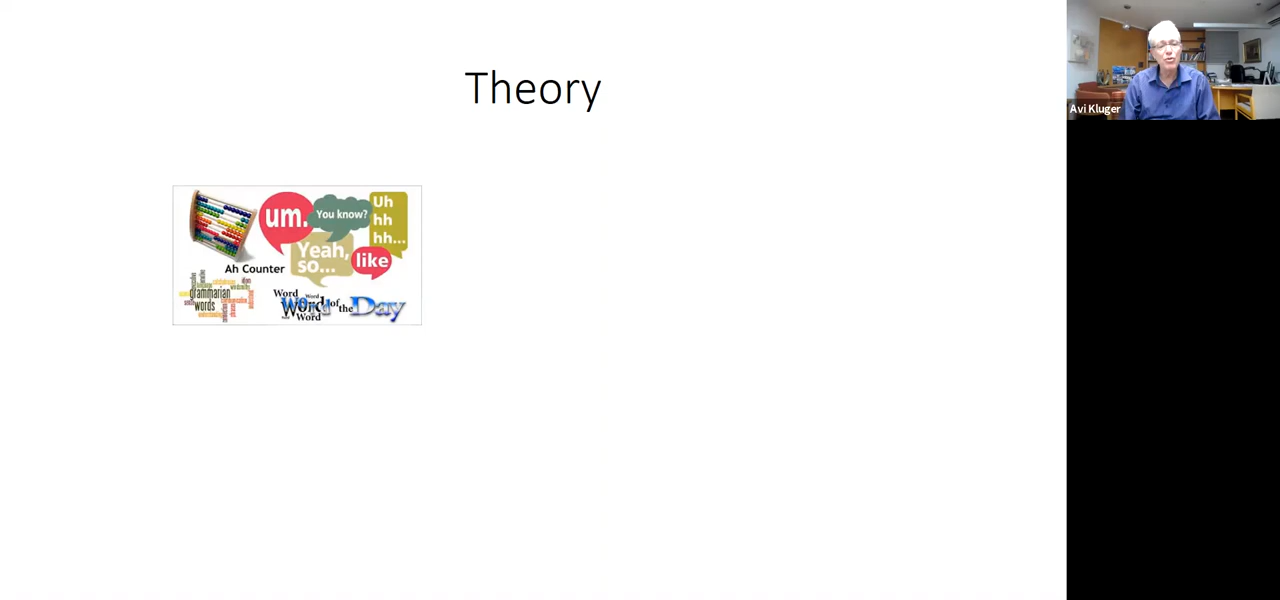 Theory
Avi Kluger
um.
You know?
Uh
hh
hh...
Yeah,
so...
like
Ah Counter
grammarian
words
Word
Word
Word of the Day
Word